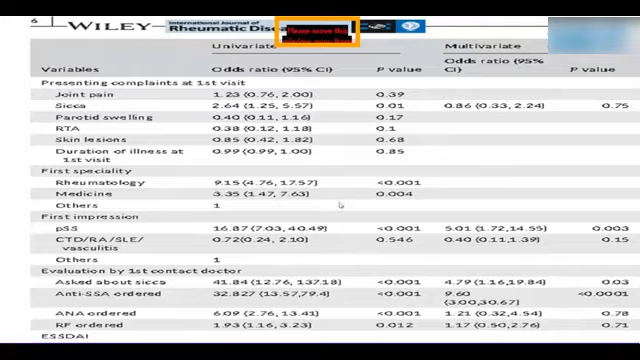 6
WILEY International Journal of
Rheumatic Dise Please move this
Univariate Multivariate
Variables Odds ratio (95% CI) P value Odds ratio (95% CI) P value
Presenting complaints at 1st visit
Joint pain 1.23 (0.76, 2.00) 0.39
Sicca 2.64 (1.25, 5.57) 0.01 0.86 (0.33, 2.24) 0.75
Parotid swelling 0.40 (0.11, 1.16) 0.17
RTA 0.38 (0.12, 1.18) 0.1
Skin lesions 0.85 (0.42, 1.82) 0.68
Duration of illness at 1st visit 0.99 (0.99, 1.00) 0.85
First speciality
Rheumatology 9.15 (4.76, 17.57) <0.001
Medicine 3.35 (1.47, 7.63) 0.004
Others 1
First impression
pSS 16.87 (7.03, 40.49) <0.001 5.01 (1.72,14.55) 0.003
CTD/RA/SLE/vasculitis 0.72(0.24, 2.10) 0.546 0.40 (0.11,1.39) 0.15
Others 1
Evaluation by 1st contact doctor
Asked about sicca 41.84 (12.76, 137.18) <0.001 4.79 (1.16,19.84) 0.03
Anti-SSA ordered 32.827 (13.57,79.4) <0.001 9.60 (3.00,30.67) <0.0001
ANA ordered 6.09 (2.76, 13.41) <0.001 1.21 (0.32, 4.54) 0.78
RF ordered 1.93 (1.16, 3.23) 0.012 1.17 (0.50, 2.76) 0.71
ESSDAI